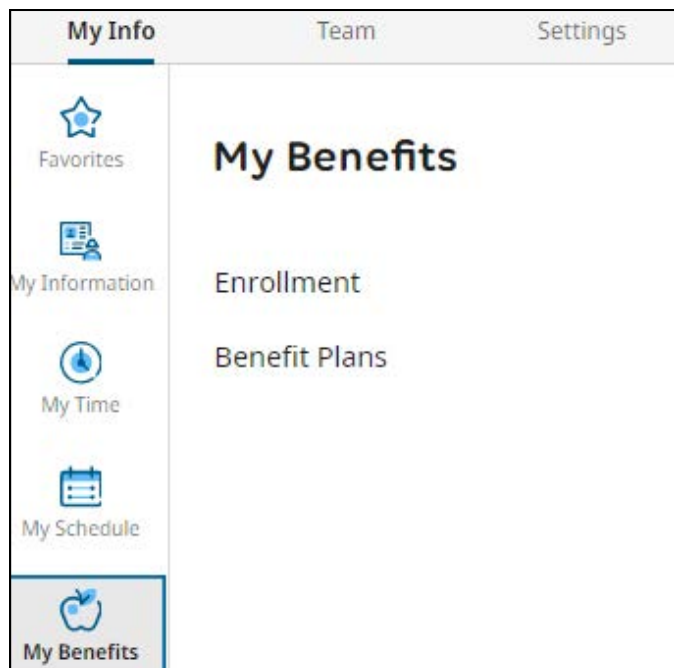 My Info Team Settings
Favorites
My Benefits
My Information
Enrollment
Benefit Plans
My Time
My Schedule
My Benefits